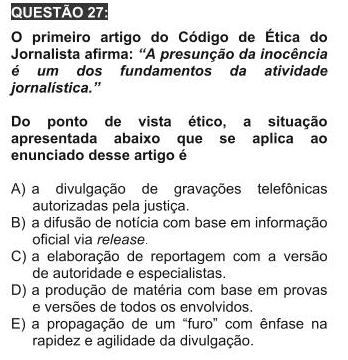 QUESTÃO 27:
O primeiro artigo do Código de Ética do
Jornalista afirma: “A presunção da inocência
é um dos fundamentos da atividade
jornalística.”
Do ponto de vista ético, a situação
apresentada abaixo que se aplica ao
enunciado desse artigo é
A) a divulgação de gravações telefônicas
autorizadas pela justiça.
B) a difusão de notícia com base em informação
oficial via release.
C) a elaboração de reportagem com a versão
de autoridade e especialistas.
D) a produção de matéria com base em provas
e versões de todos os envolvidos.
E) a propagação de um “furo” com ênfase na
rapidez e agilidade da divulgação.